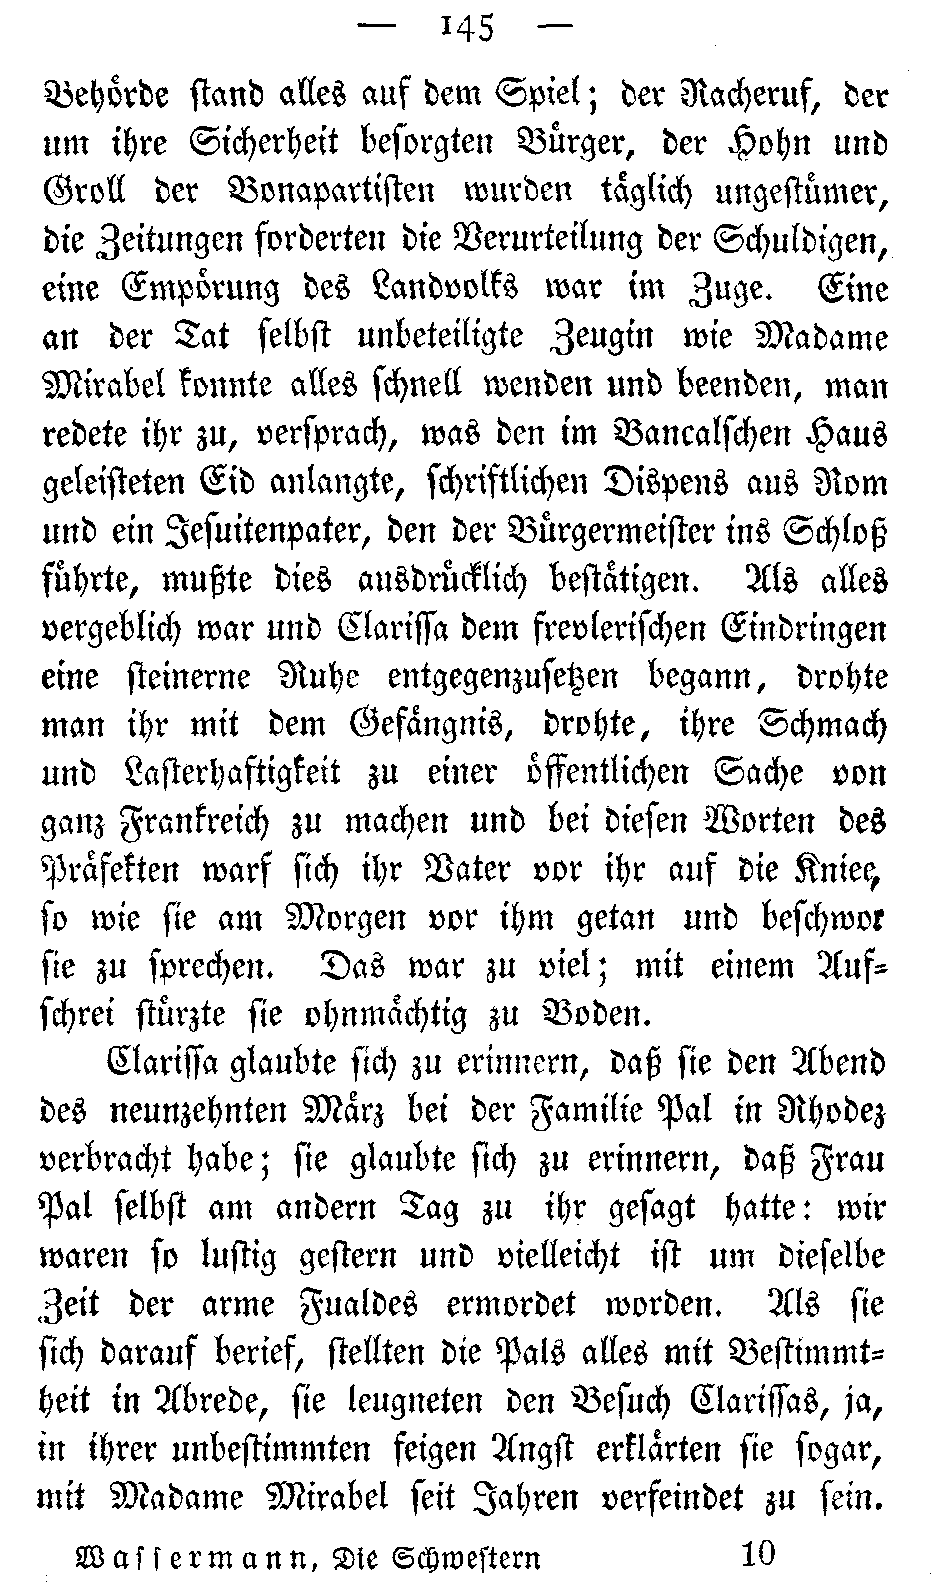 — 145 —
Behörde stand alles auf dem Spiel; der Racheruf, der
um ihre Sicherheit besorgten Bürger, der Hohn und
Groll der Bonapartisten wurden täglich ungestümer,
die Zeitungen forderten die Verurteilung der Schuldigen,
eine Empörung des Landvolks war im Zuge. Eine
an der Tat selbst unbeteiligte Zeugin wie Madame
Mirabel konnte alles schnell wenden und beenden, man
redete ihr zu, versprach, was den im Bancalschen Haus
geleisteten Eid anlangte, schriftlichen Dispens aus Rom
und ein Jesuitenpater, den der Bürgermeister ins Schloß
führte, mußte dies ausdrücklich bestätigen. Als alles
vergeblich war und Clarissa dem frevlerischen Eindringen
eine steinerne Ruhe entgegenzusetzen begann, drohte
man ihr mit dem Gefängnis, drohte, ihre Schmach
und Lasterhaftigkeit zu einer öffentlichen Sache von
ganz Frankreich zu machen und bei diesen Worten des
Präfekten warf sich ihr Vater vor ihr auf die Kniee,
so wie sie am Morgen vor ihm getan und beschwor
sie zu sprechen. Das war zu viel; mit einem Auf-
schrei stürzte sie ohnmächtig zu Boden.
Clarissa glaubte sich zu erinnern, daß sie den Abend
des neunzehnten März bei der Familie Pal in Rhodez
verbracht habe; sie glaubte sich zu erinnern, daß Frau
Pal selbst am andern Tag zu ihr gesagt hatte: wir
waren so lustig gestern und vielleicht ist um dieselbe
Zeit der arme Fualdes ermordet worden. Als sie
sich darauf berief, stellten die Pals alles mit Bestimmt-
heit in Abrede, sie leugneten den Besuch Clarissas, ja,
in ihrer unbestimmten feigen Angst erklärten sie sogar,
mit Madame Mirabel seit Jahren verfeindet zu sein.
Wassermann, Die Schwestern 10